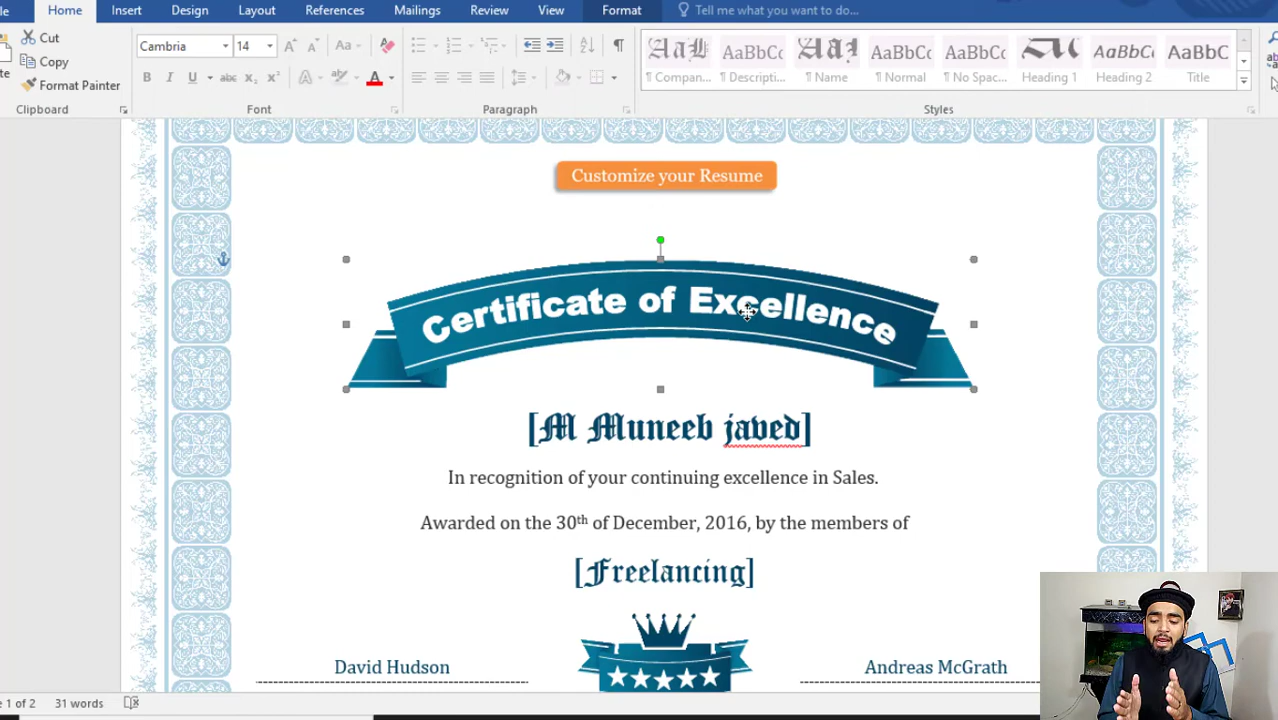 Home Insert Design Layout References Mailings Review View Format Tell me what you want to do...
Cut
Copy
Format Painter
Clipboard
Cambria 14
Font
Paragraph
¶ Compan... ¶ Descripti... ¶ Name ¶ Normal ¶ No Spac... Heading 1 Heading 2 Title
Styles
Customize your Resume
Certificate of Excellence
[M Muneeb javed]
In recognition of your continuing excellence in Sales.
Awarded on the 30th of December, 2016, by the members of
[Freelancing]
David Hudson
Andreas McGrath
1 of 2 31 words